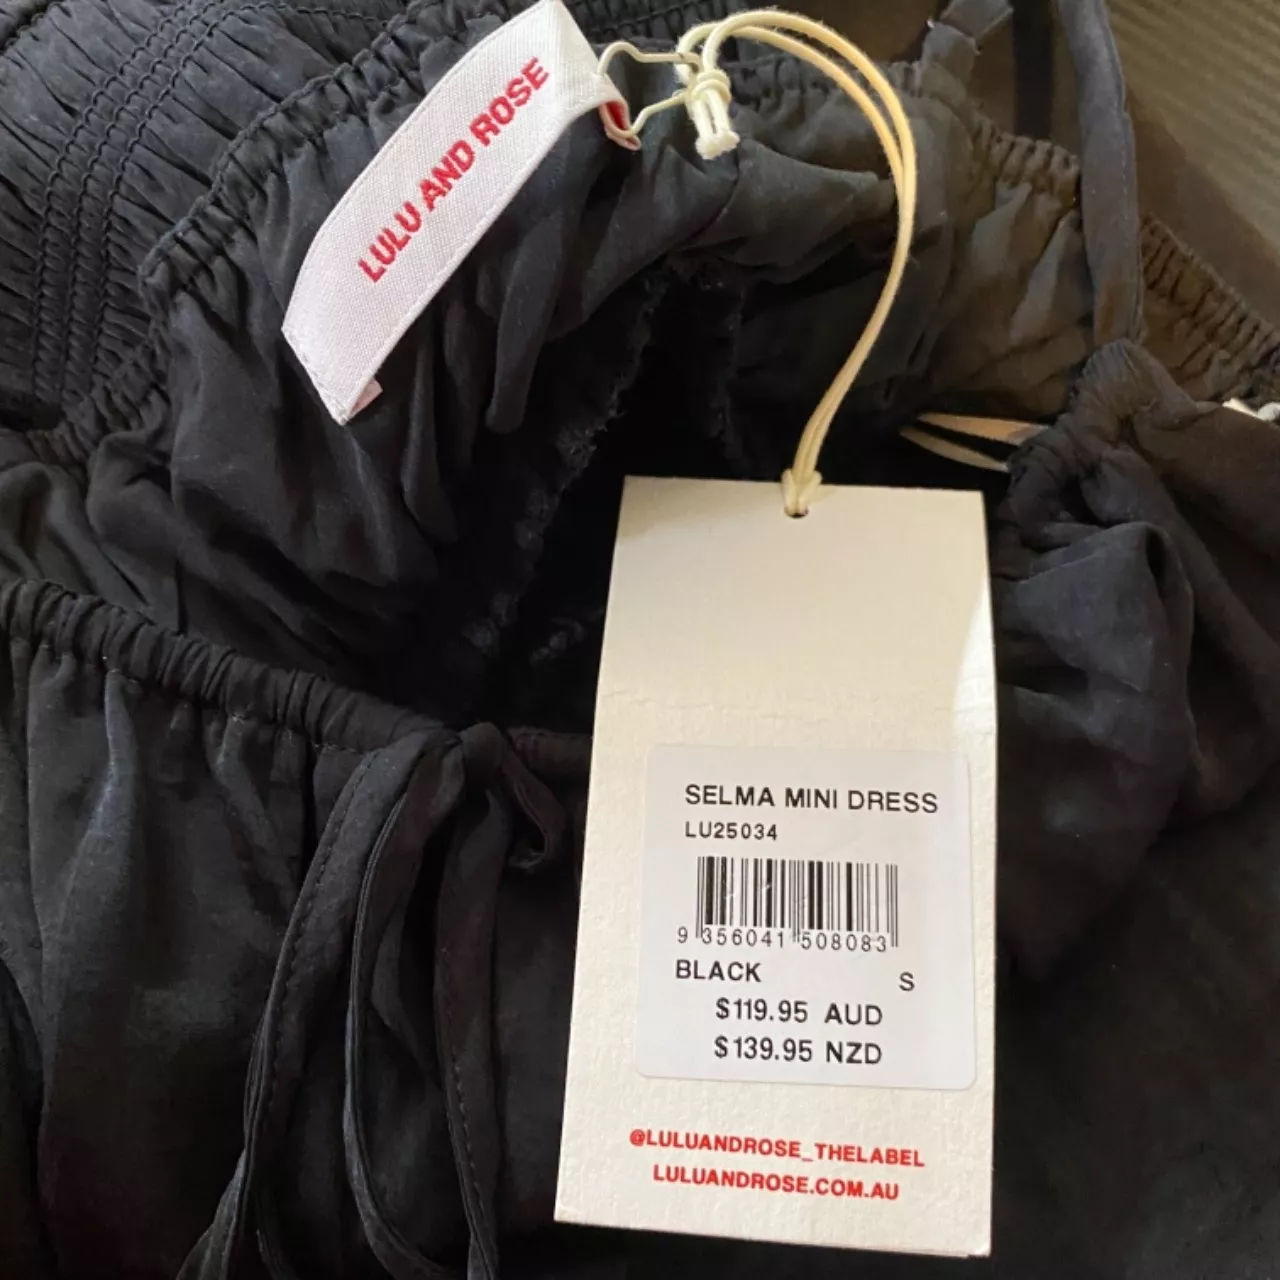 LULU AND ROSE
SELMA MINI DRESS
LU25034
9 356041 508083
BLACK S
$119.95 AUD
$139.95 NZD
@LULUANDROSE_THELABEL
LULUANDROSE.COM.AU